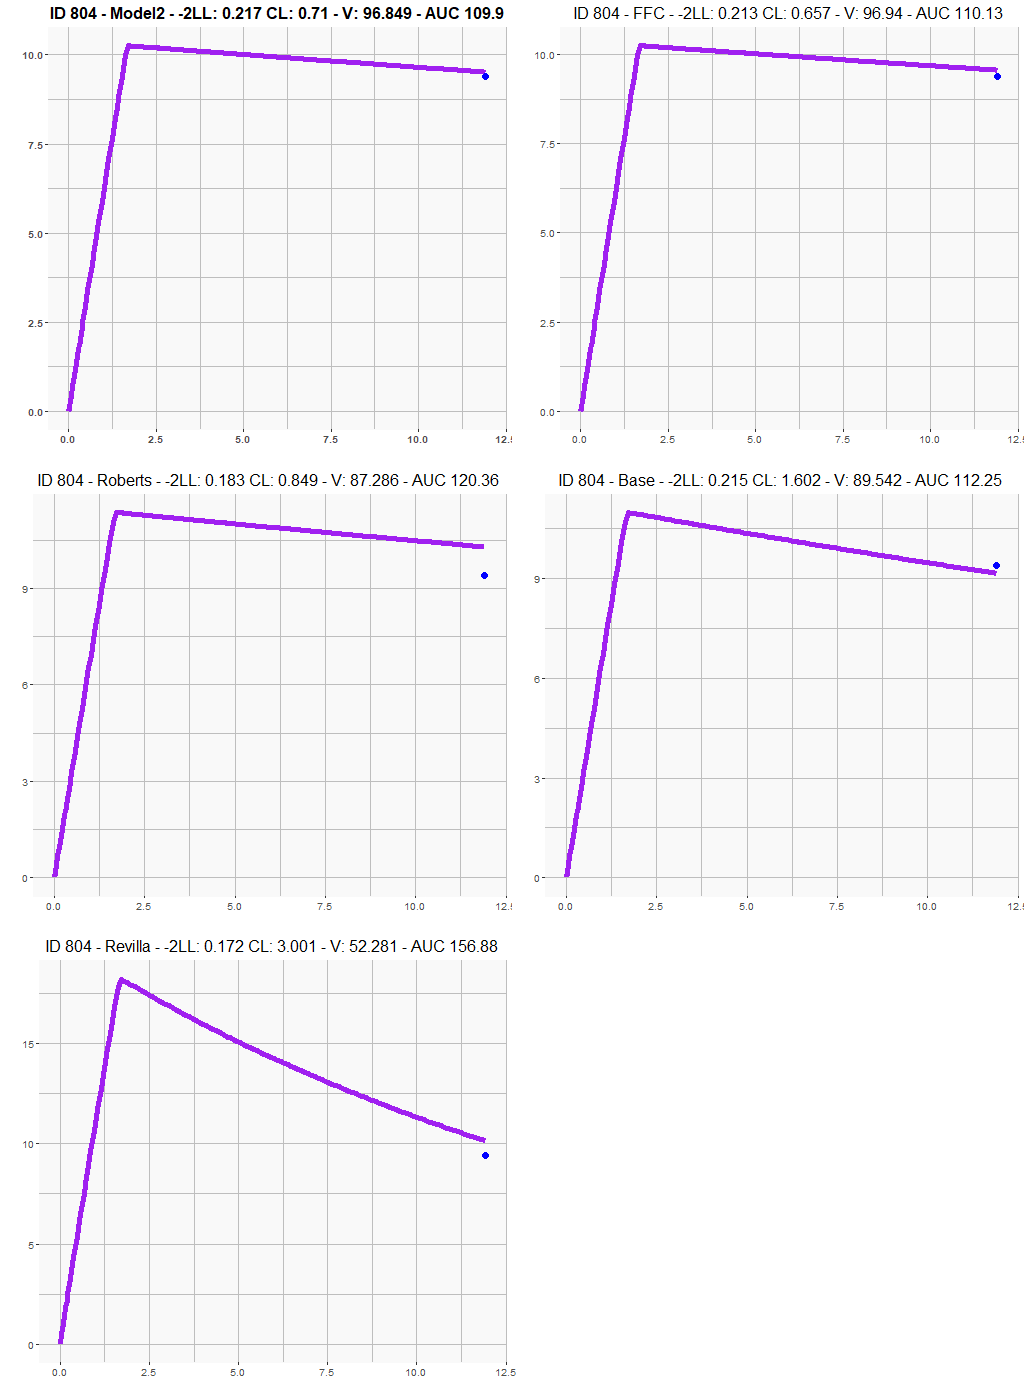 ID 804 - Model2 - -2LL: 0.217 CL: 0.71 - V: 96.849 - AUC 109.9
10.0
7.5
5.0
2.5
0.0
0.0 2.5 5.0 7.5 10.0 12.5
ID 804 - FFC - -2LL: 0.213 CL: 0.657 - V: 96.94 - AUC 110.13
10.0
7.5
5.0
2.5
0.0
0.0 2.5 5.0 7.5 10.0 12.5
ID 804 - Roberts - -2LL: 0.183 CL: 0.849 - V: 87.286 - AUC 120.36
9
6
3
0
0.0 2.5 5.0 7.5 10.0 12.5
ID 804 - Base - -2LL: 0.215 CL: 1.602 - V: 89.542 - AUC 112.25
9
6
3
0
0.0 2.5 5.0 7.5 10.0 12.5
ID 804 - Revilla - -2LL: 0.172 CL: 3.001 - V: 52.281 - AUC 156.88
15
10
5
0
0.0 2.5 5.0 7.5 10.0 12.5